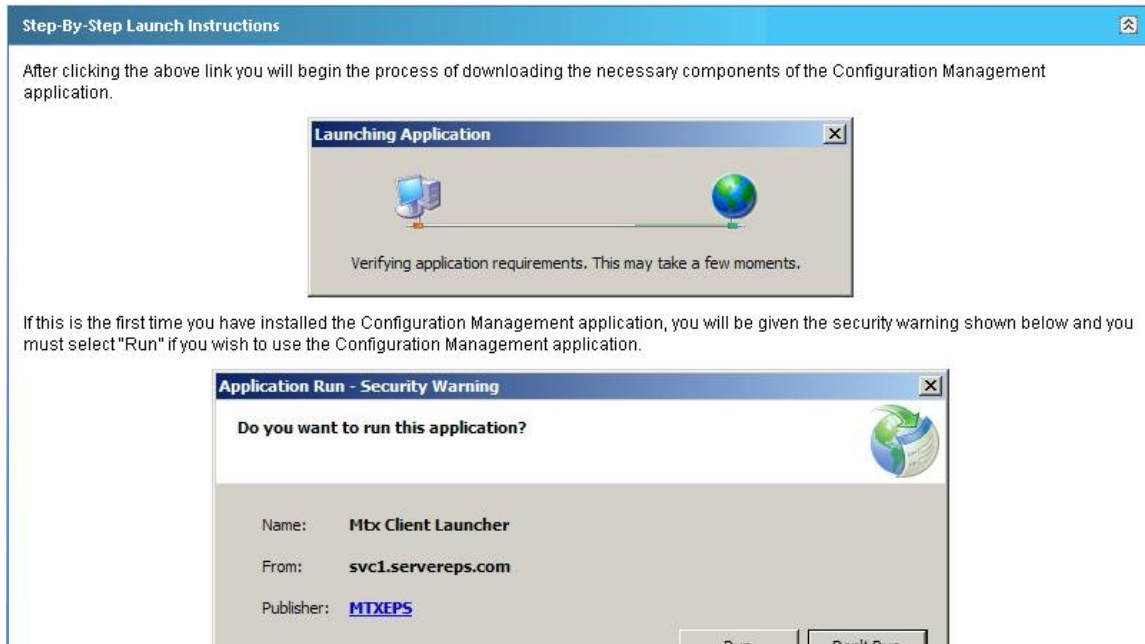 Step-By-Step Launch Instructions
After clicking the above link you will begin the process of downloading the necessary components of the Configuration Management
application.
Launching Application
Verifying application requirements. This may take a few moments.
If this is the first time you have installed the Configuration Management application, you will be given the security warning shown below and you
must select "Run" if you wish to use the Configuration Management application.
Application Run - Security Warning
Do you want to run this application?
Name: Mtx Client Launcher
From: svc1.servereps.com
Publisher: MTXEPS
Run Don't Run